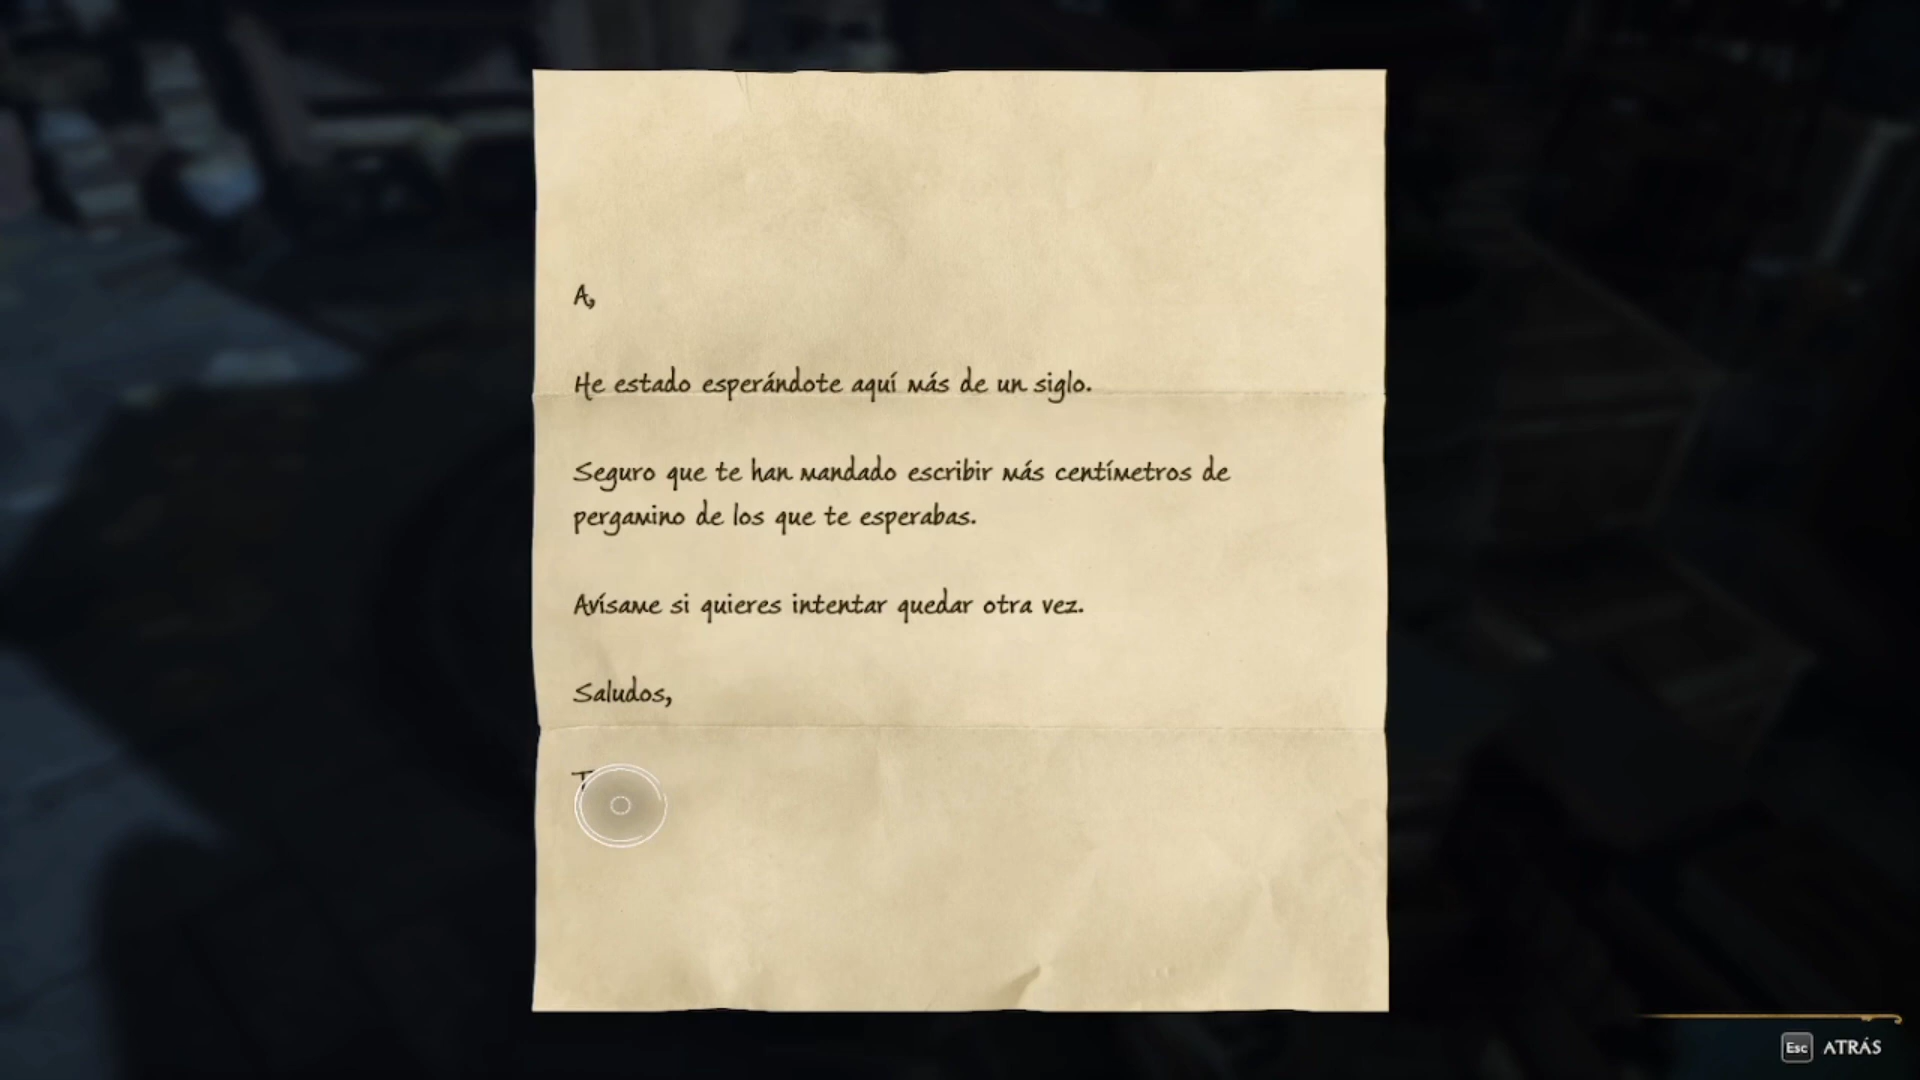 A,
He estado esperándote aquí más de un siglo.
Seguro que te han mandado escribir más centímetros de
pergamino de los que te esperabas.
Avísame si quieres intentar quedar otra vez.
Saludos,
Esc ATRÁS